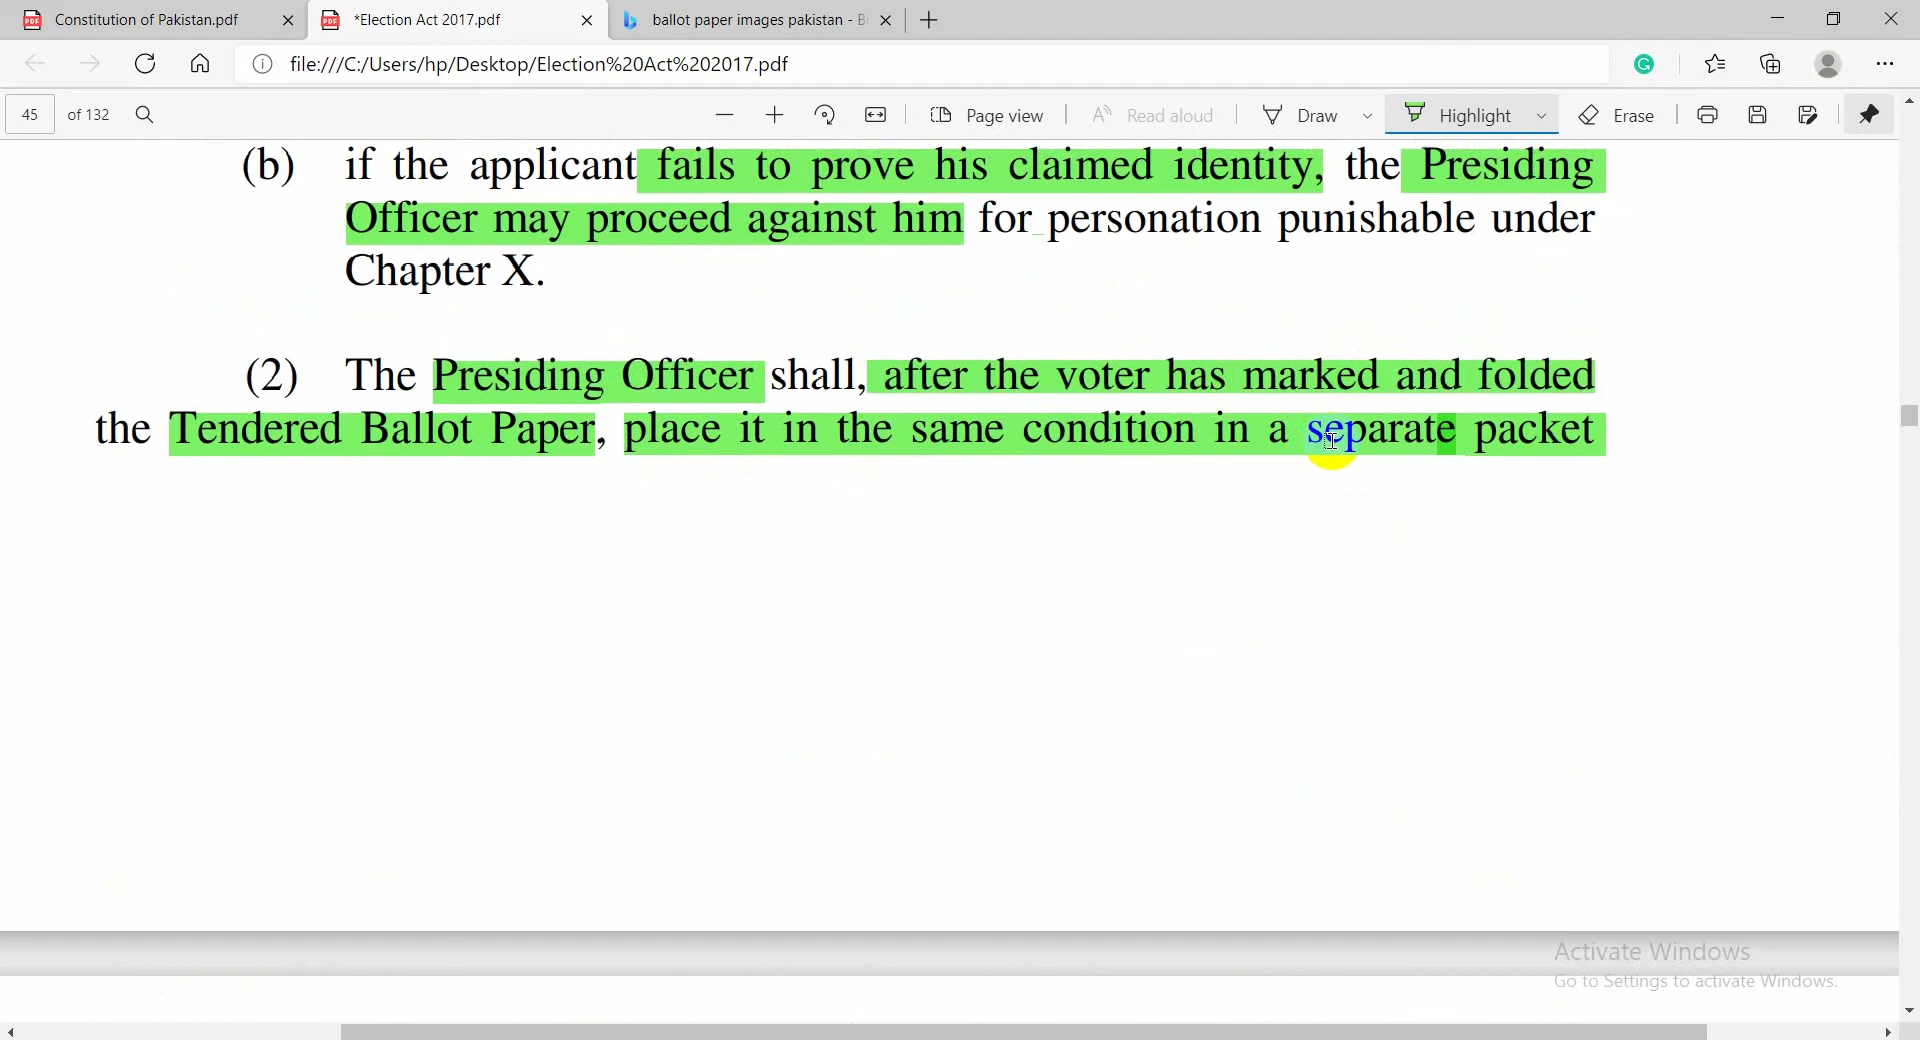 Constitution of Pakistan.pdf
*Election Act 2017.pdf
ballot paper images pakistan - B
file:///C:/Users/hp/Desktop/Election%20Act%202017.pdf
45 of 132 Page view Read aloud Draw Highlight Erase
(b) if the applicant fails to prove his claimed identity, the Presiding
Officer may proceed against him for personation punishable under
Chapter X.
(2) The Presiding Officer shall, after the voter has marked and folded
the Tendered Ballot Paper, place it in the same condition in a separate packet
Activate Windows
Go to Settings to activate Windows.